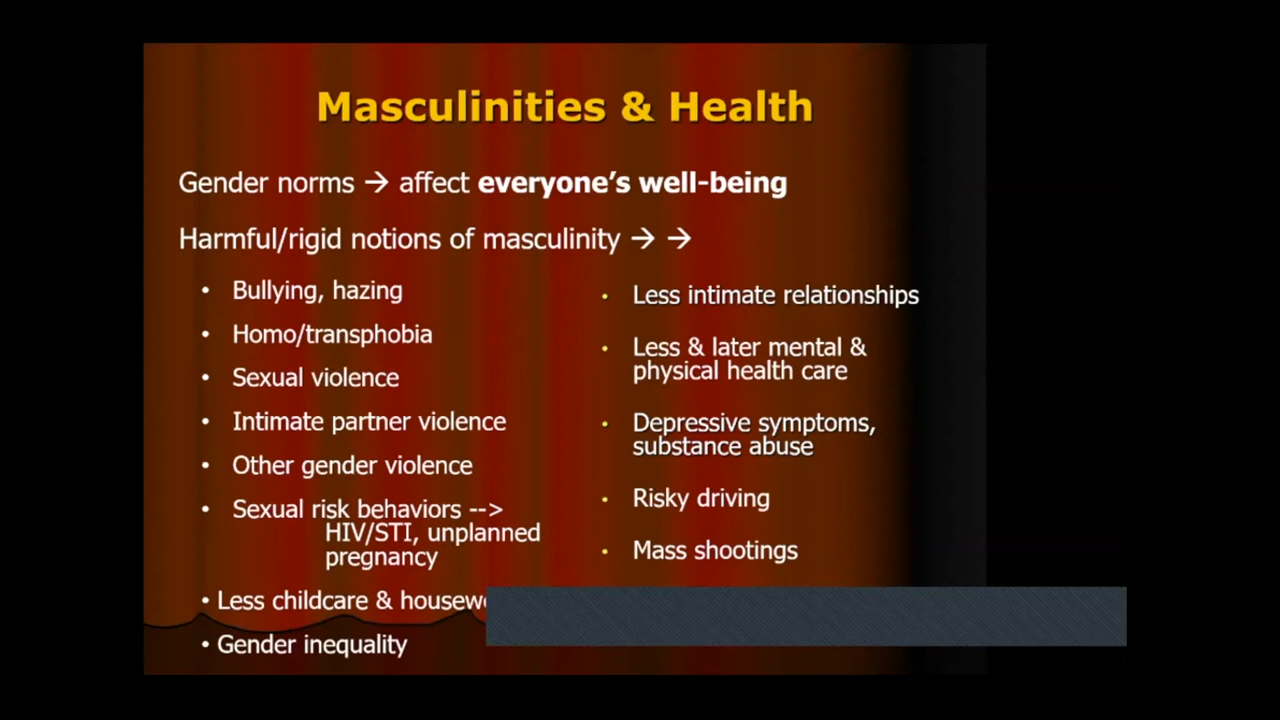 Masculinities & Health
Gender norms → affect everyone's well-being
Harmful/rigid notions of masculinity → →
• Bullying, hazing
• Homo/transphobia
• Sexual violence
• Intimate partner violence
• Other gender violence
• Sexual risk behaviors -->
HIV/STI, unplanned
pregnancy
• Less childcare &
• Gender inequality
• Less intimate relationships
• Less & later mental &
physical health care
• Depressive symptoms,
substance abuse
• Risky driving
• Mass shootings